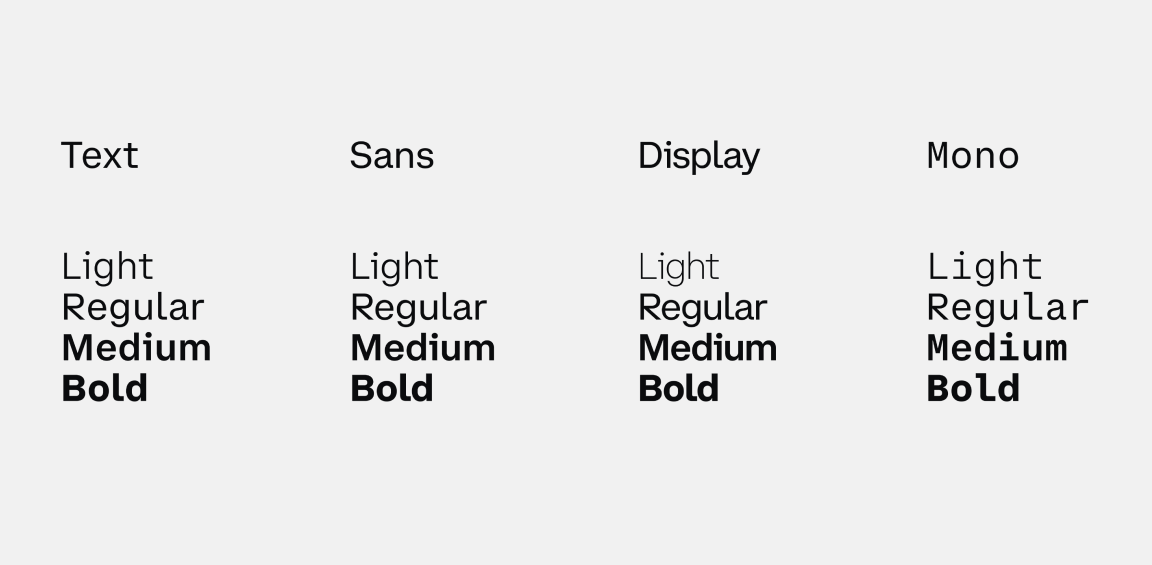 Text
Light
Regular
Medium
Bold
Sans
Light
Regular
Medium
Bold
Display
Light
Regular
Medium
Bold
Mono
Light
Regular
Medium
Bold